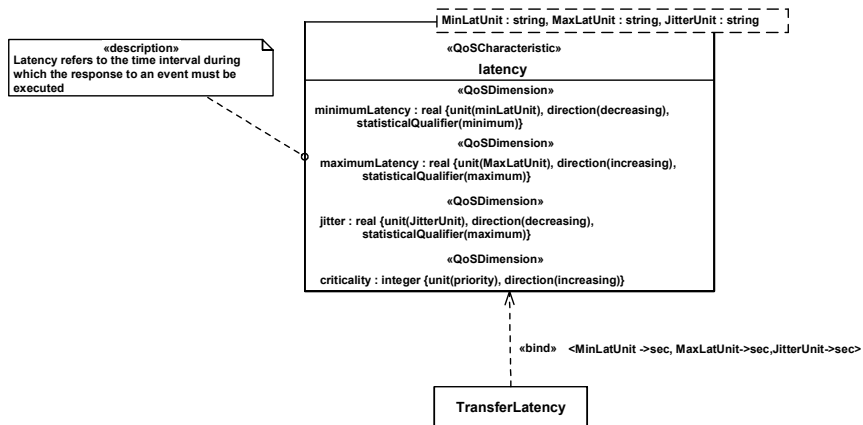 MinLatUnit : string, MaxLatUnit : string, JitterUnit : string
«description»
Latency refers to the time interval during
which the response to an event must be
executed
«QoSCharacteristic»
latency
«QoSDimension»
minimumLatency : real {unit(minLatUnit), direction(decreasing),
statisticalQualifier(minimum)}
«QoSDimension»
maximumLatency : real {unit(MaxLatUnit), direction(increasing),
statisticalQualifier(maximum)}
«QoSDimension»
jitter : real {unit(JitterUnit), direction(decreasing),
statisticalQualifier(maximum)}
«QoSDimension»
criticality : integer {unit(priority), direction(increasing)}
«bind» <MinLatUnit ->sec, MaxLatUnit->sec,JitterUnit->sec>
TransferLatency